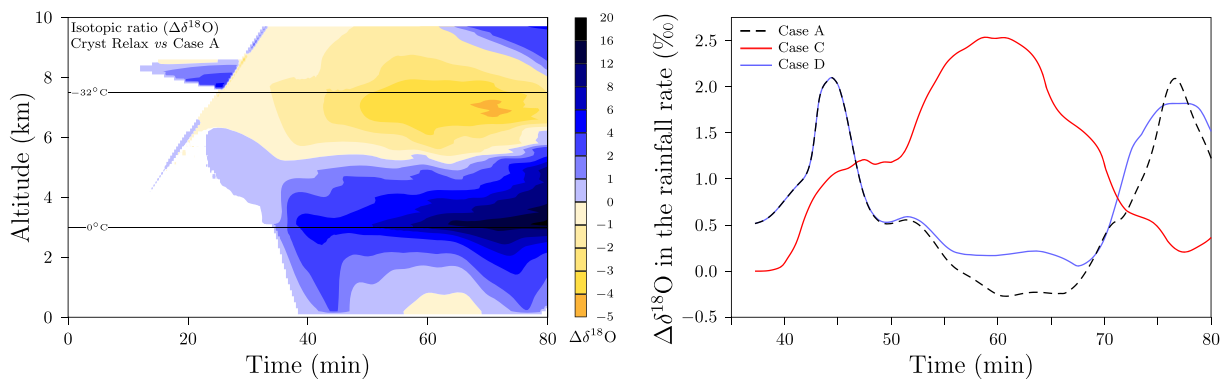 Isotopic ratio (Δδ¹⁸O)
Cryst Relax vs Case A
−32°C
0°C
Altitude (km)
10
8
6
4
2
0
0 20 40 60 80
Time (min)
20
16
12
8
6
4
2
1
0
−1
−2
−3
−4
−5
Δδ¹⁸O
Δδ¹⁸O in the rainfall rate (‰)
2.5
2.0
1.5
1.0
0.5
0.0
−0.5
Case A
Case C
Case D
40 50 60 70 80
Time (min)